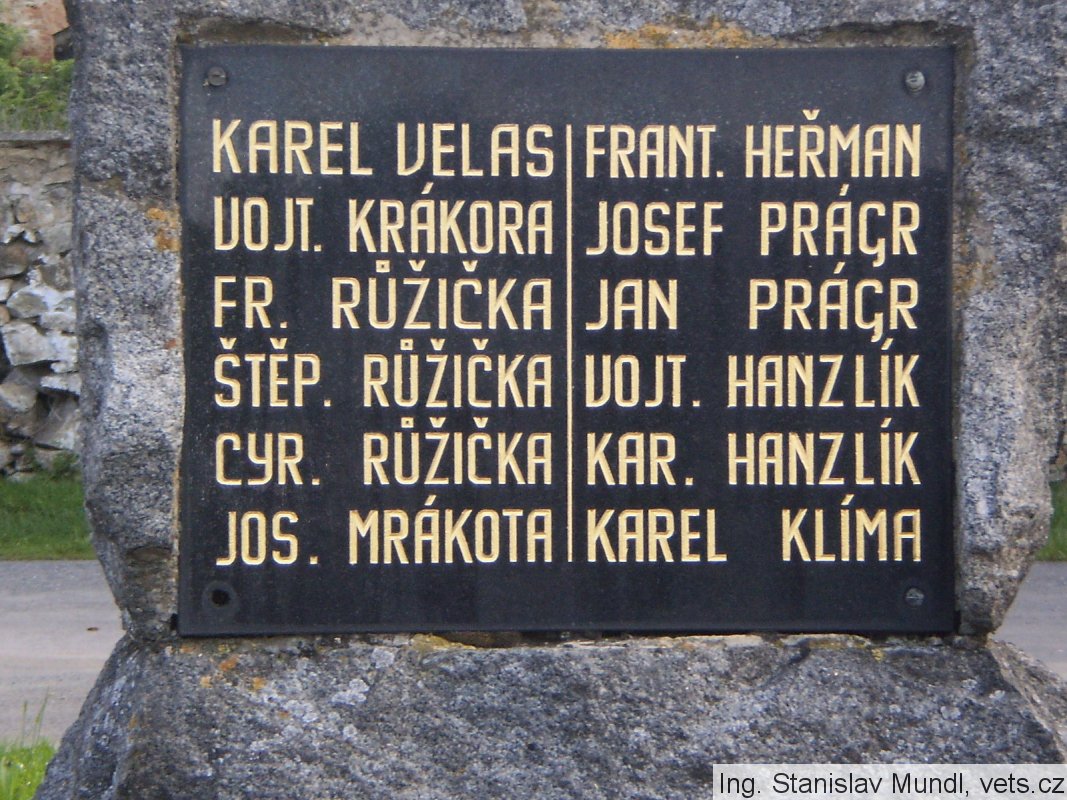 KAREL VELAS
VOJT. KRÁKORA
FR. RŮŽIČKA
ŠTĚP. RŮŽIČKA
CYR. RŮŽIČKA
JOS. MRÁKOTA
FRANT. HEŘMAN
JOSEF PRÁGR
JAN PRÁGR
VOJT. HANZLÍK
KAR. HANZLÍK
KAREL KLÍMA
Ing. Stanislav Mundl, vets.cz